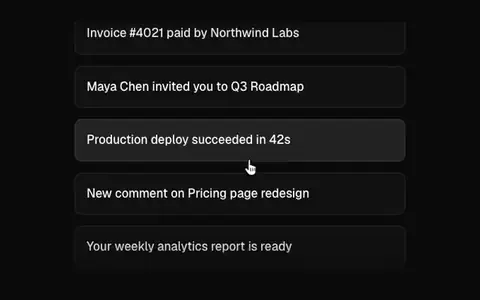 Invoice #4021 paid by Northwind Labs
Maya Chen invited you to Q3 Roadmap
Production deploy succeeded in 42s
New comment on Pricing page redesign
Your weekly analytics report is ready